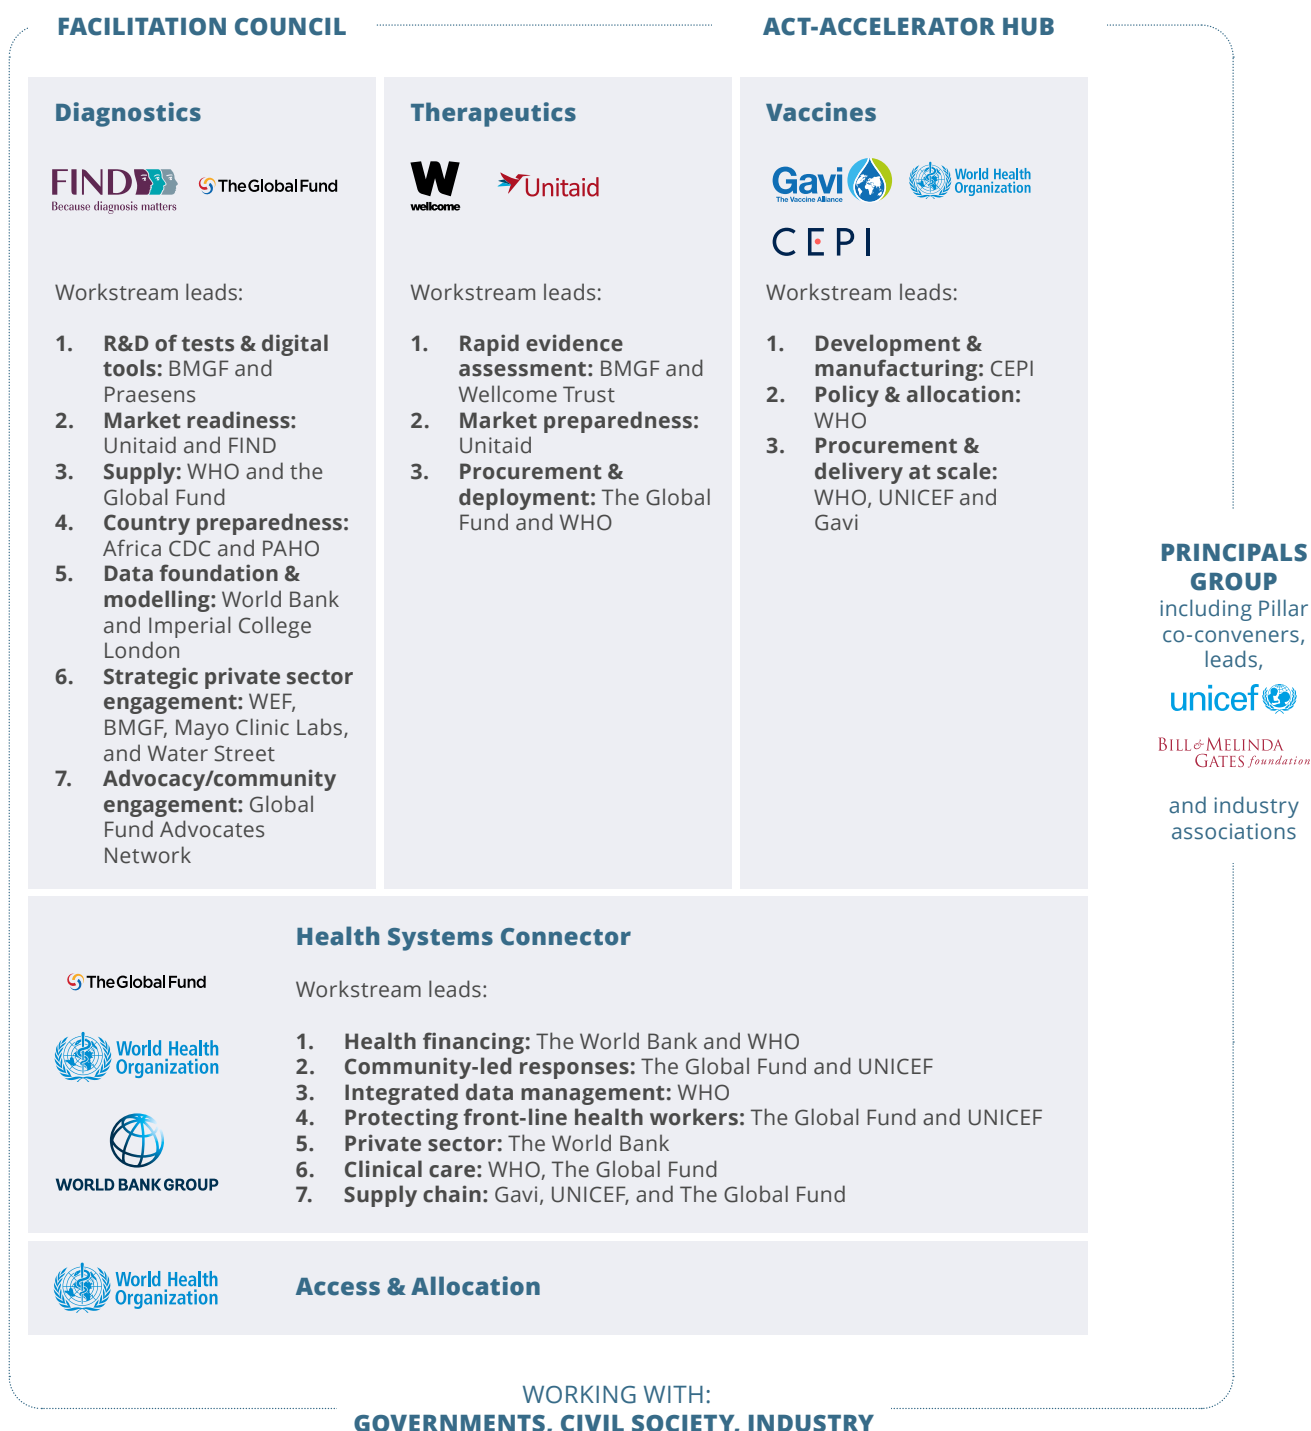 FACILITATION COUNCIL
ACT-ACCELERATOR HUB
Diagnostics
FIND
Because diagnosis matters
The Global Fund
Workstream leads:
1. R&D of tests & digital
tools: BMGF and
Praesens
2. Market readiness:
Unitaid and FIND
3. Supply: WHO and the
Global Fund
4. Country preparedness:
Africa CDC and PAHO
5. Data foundation &
modelling: World Bank
and Imperial College
London
6. Strategic private sector
engagement: WEF,
BMGF, Mayo Clinic Labs,
and Water Street
7. Advocacy/community
engagement: Global
Fund Advocates
Network
Therapeutics
W
wellcome
Unitaid
Workstream leads:
1. Rapid evidence
assessment: BMGF and
Wellcome Trust
2. Market preparedness:
Unitaid
3. Procurement &
deployment: The Global
Fund and WHO
Vaccines
Gavi
The Vaccine Alliance
World Health
Organization
CEPI
Workstream leads:
1. Development &
manufacturing: CEPI
2. Policy & allocation:
WHO
3. Procurement &
delivery at scale:
WHO, UNICEF and
Gavi
PRINCIPALS
GROUP
including Pillar
co-conveners,
leads,
unicef
BILL & MELINDA
GATES foundation
and industry
associations
Health Systems Connector
The Global Fund
World Health
Organization
WORLD BANK GROUP
Workstream leads:
1. Health financing: The World Bank and WHO
2. Community-led responses: The Global Fund and UNICEF
3. Integrated data management: WHO
4. Protecting front-line health workers: The Global Fund and UNICEF
5. Private sector: The World Bank
6. Clinical care: WHO, The Global Fund
7. Supply chain: Gavi, UNICEF, and The Global Fund
World Health
Organization
Access & Allocation
WORKING WITH:
GOVERNMENTS, CIVIL SOCIETY, INDUSTRY